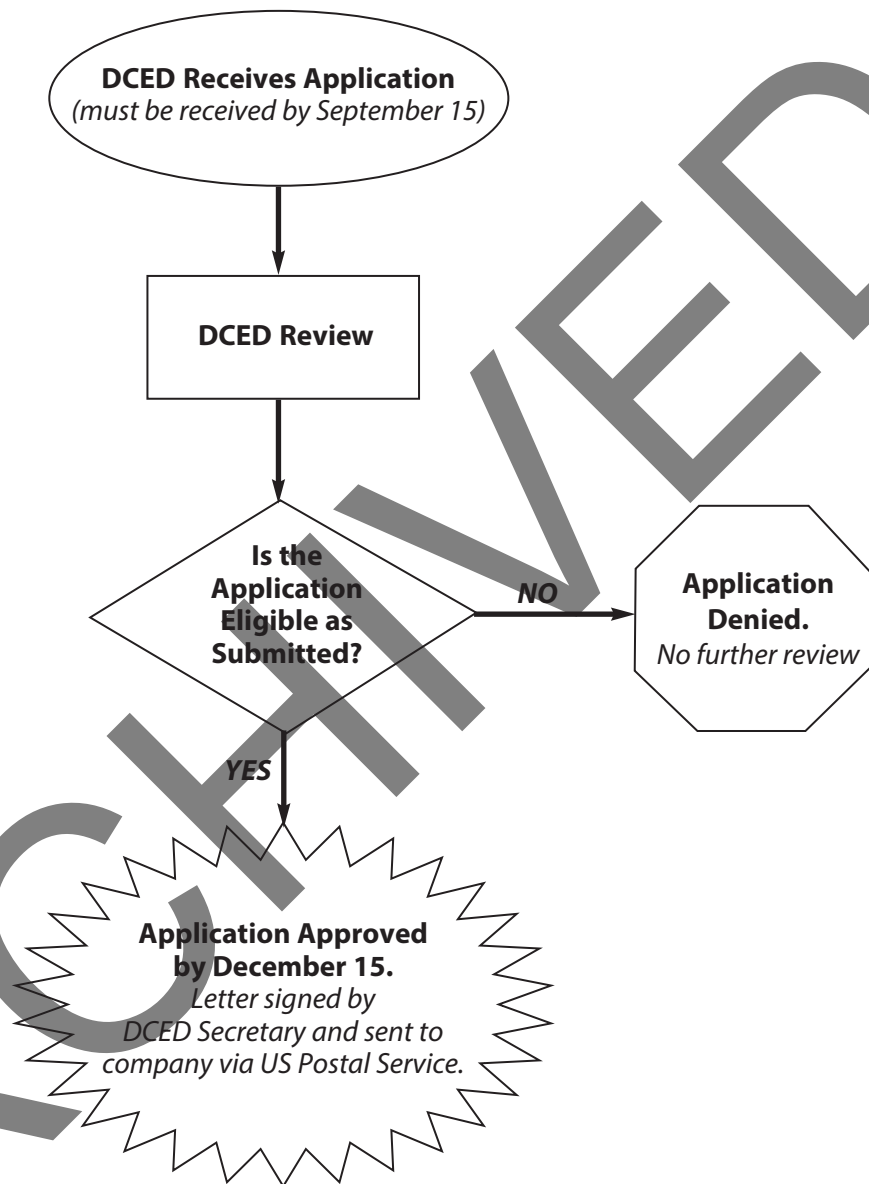 DCED Receives Application
(must be received by September 15)
DCED Review
Is the
Application
Eligible as
Submitted?
NO
Application
Denied.
No further review
YES
Application Approved
by December 15.
Letter signed by
DCED Secretary and sent to
company via US Postal Service.
CHIVED